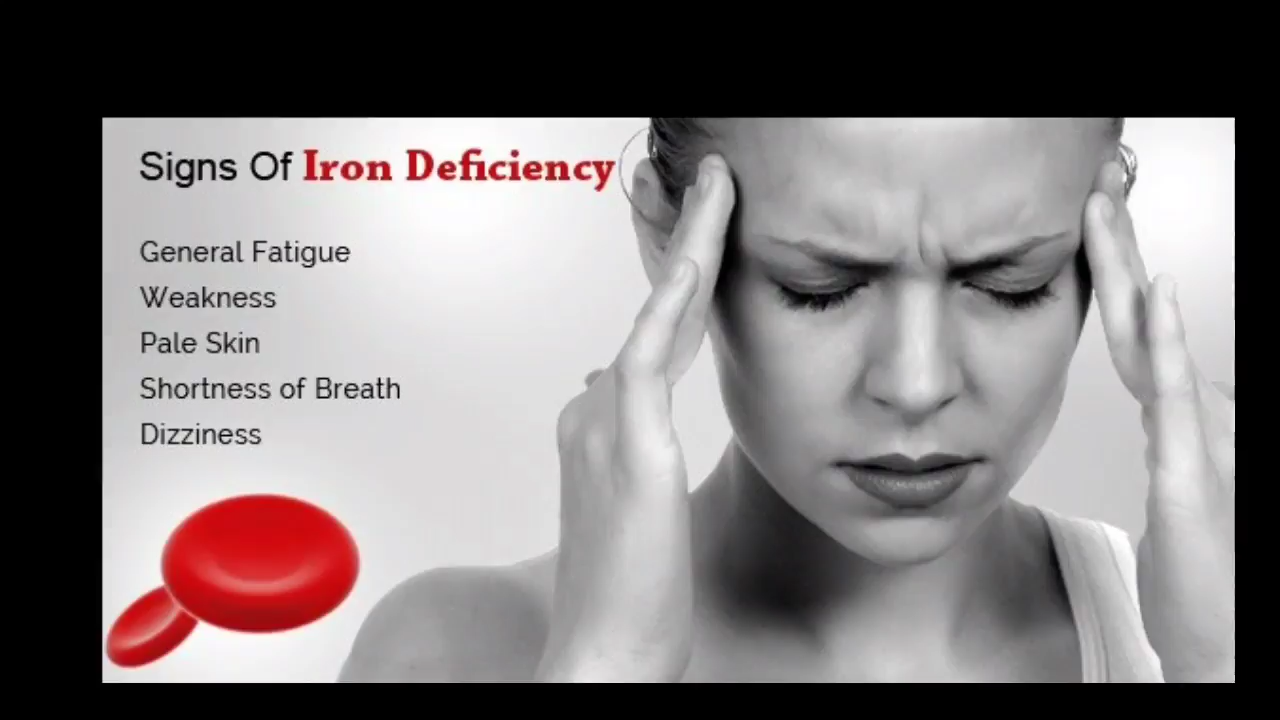 Signs Of Iron Deficiency
General Fatigue
Weakness
Pale Skin
Shortness of Breath
Dizziness